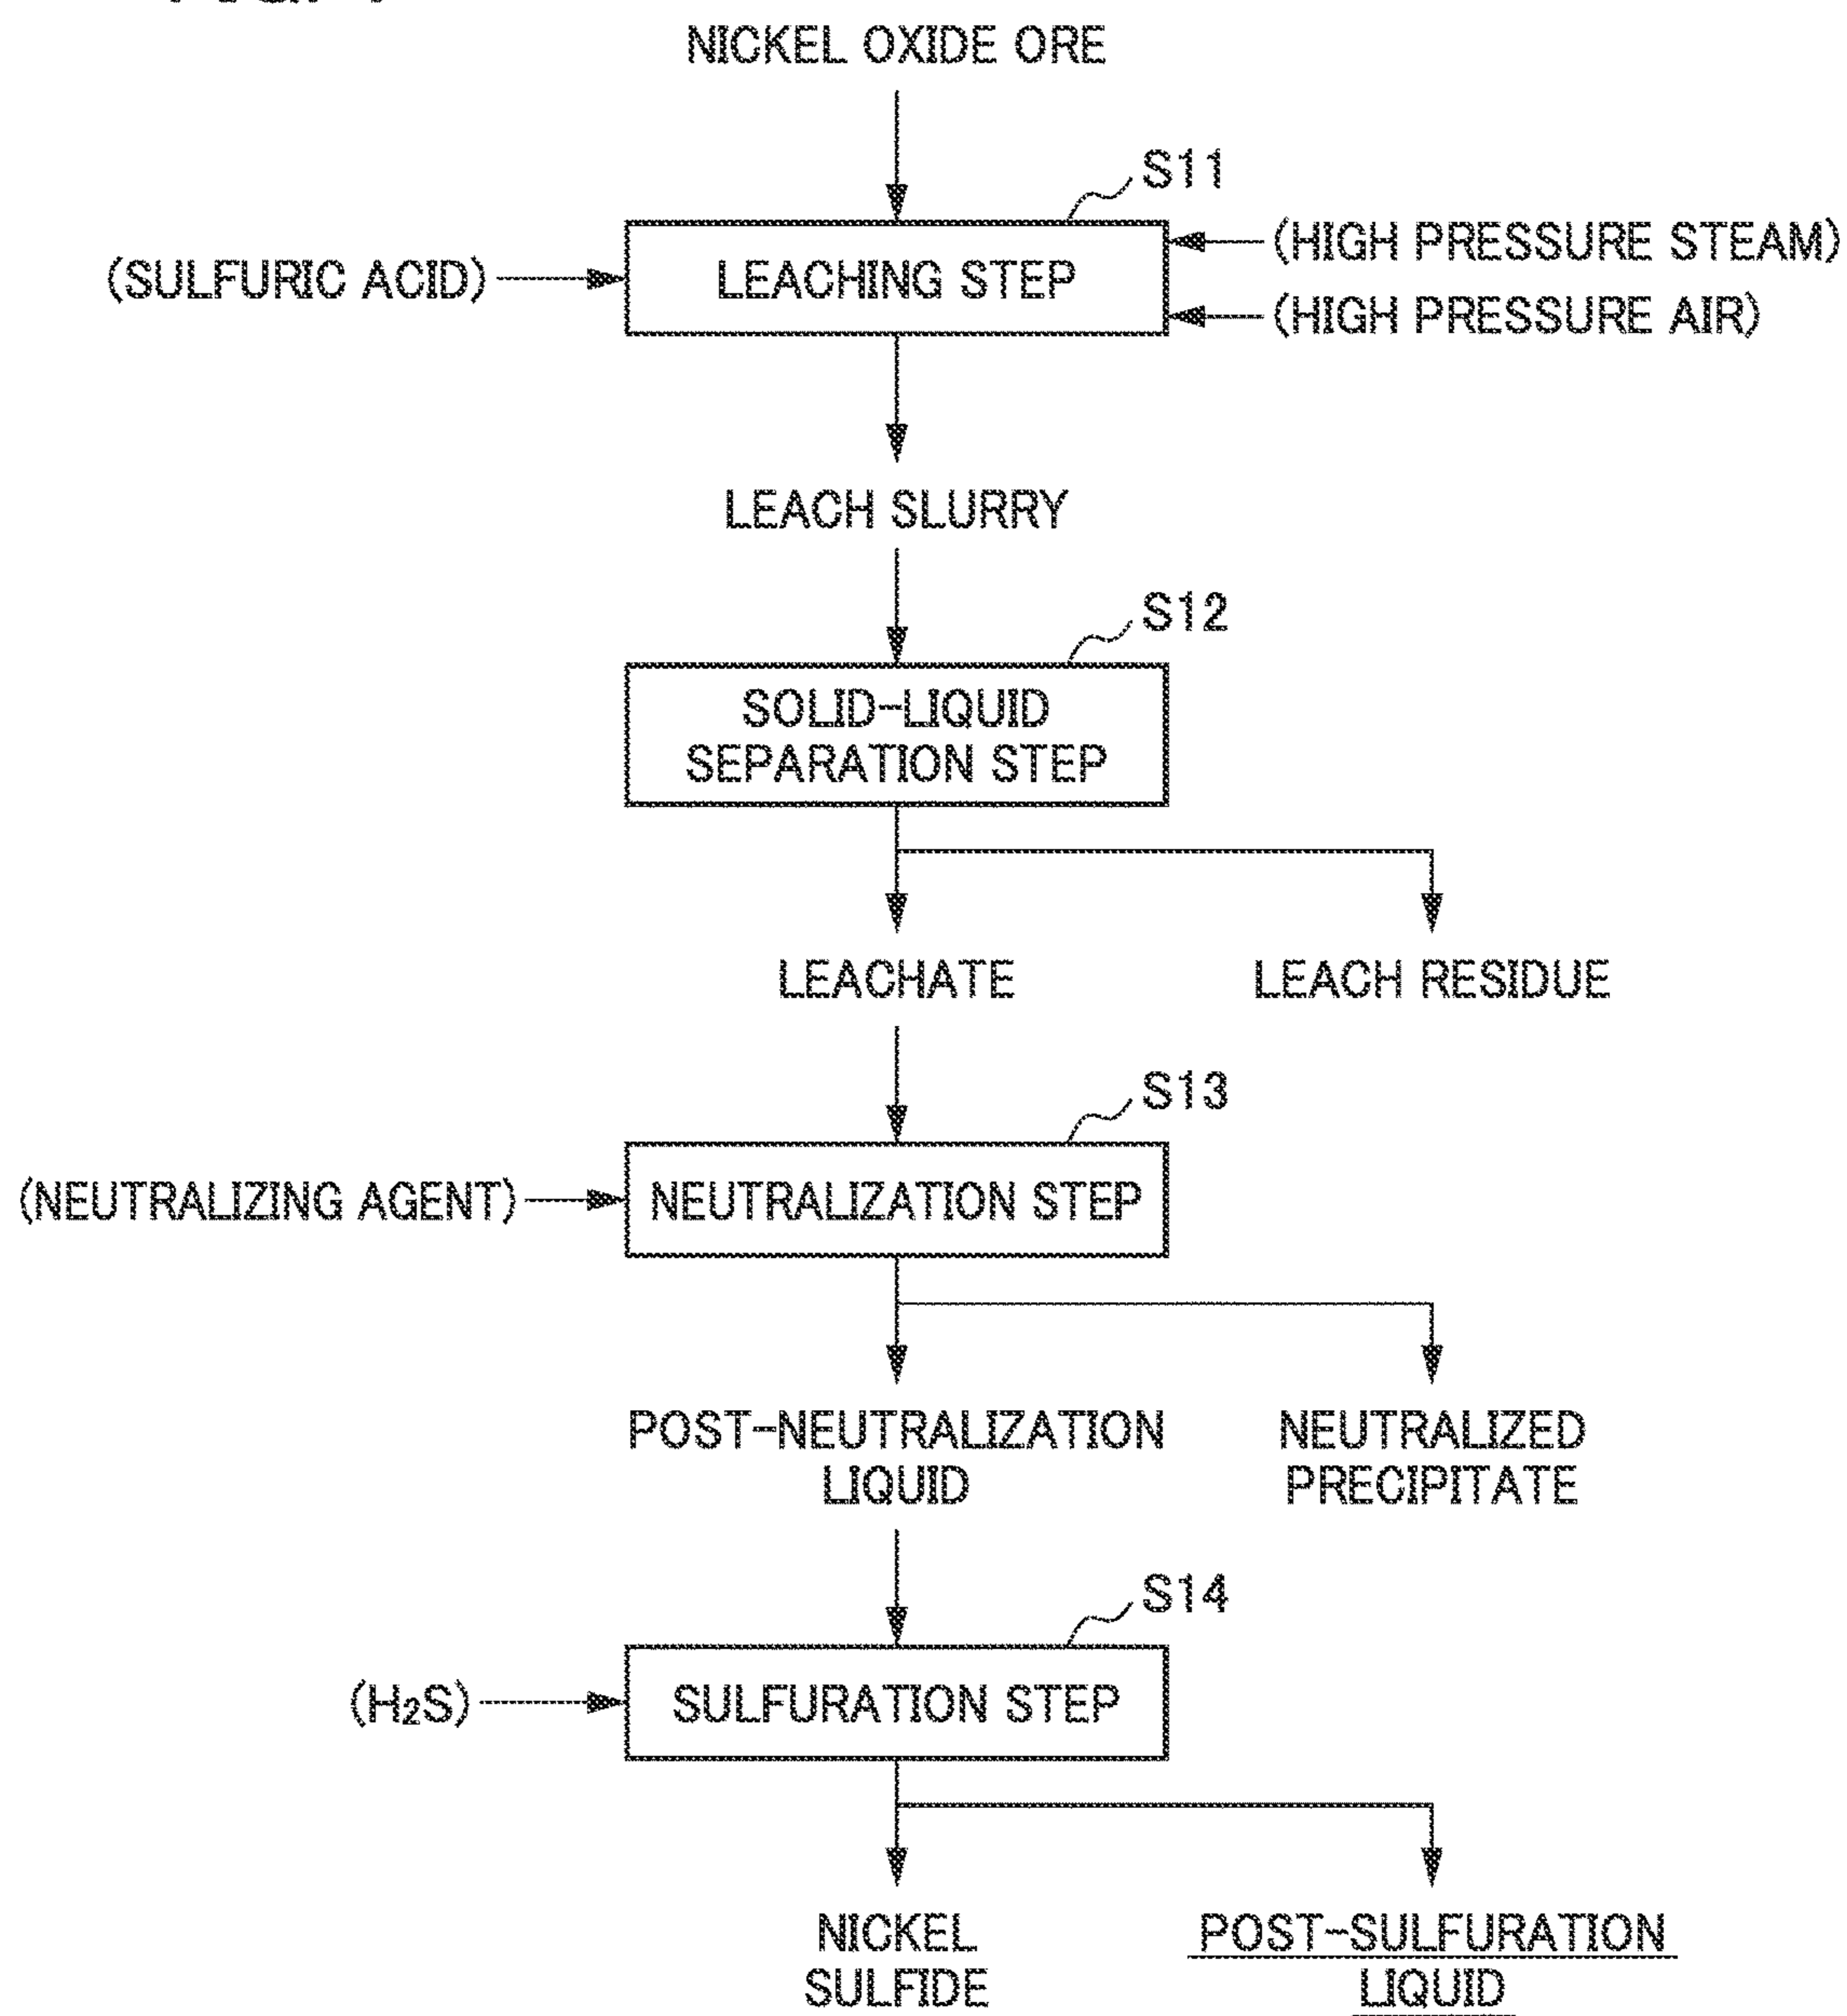 NICKEL OXIDE ORE
S11
(SULFURIC ACID)
LEACHING STEP
(HIGH PRESSURE STEAM)
(HIGH PRESSURE AIR)
LEACH SLURRY
S12
SOLID-LIQUID
SEPARATION STEP
LEACHATE
LEACH RESIDUE
S13
(NEUTRALIZING AGENT)
NEUTRALIZATION STEP
POST-NEUTRALIZATION
LIQUID
NEUTRALIZED
PRECIPITATE
S14
(H₂S)
SULFURATION STEP
NICKEL
SULFIDE
POST-SULFURATION
LIQUID